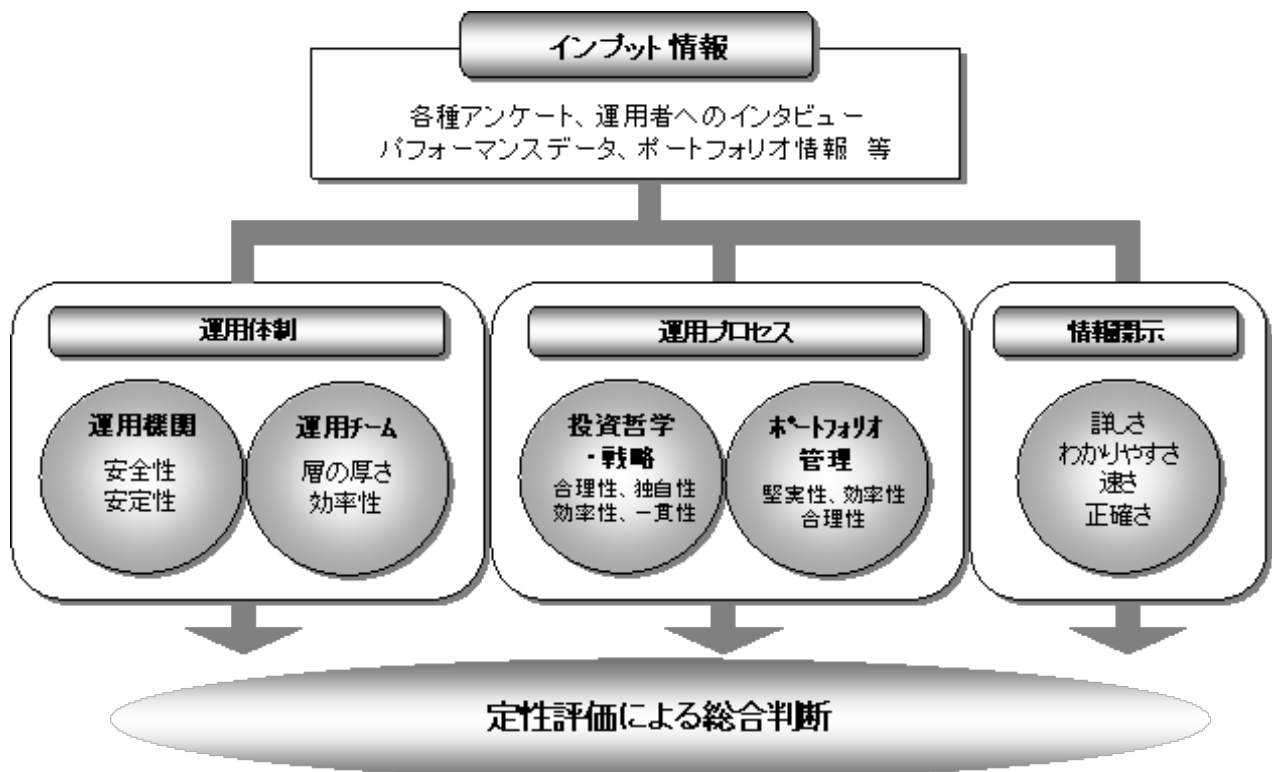 インプット情報
各種アンケート、運用者へのインタビュー
パフォーマンスデータ、ポートフォリオ情報 等
運用体制
運用機関
安全性
安定性
運用チーム
層の厚さ
効率性
運用プロセス
投資哲学
・戦略
合理性、独自性
効率性、一貫性
ポートフォリオ
管理
堅実性、効率性
合理性
情報開示
詳しさ
わかりやすさ
速さ
正確さ
定性評価による総合判断